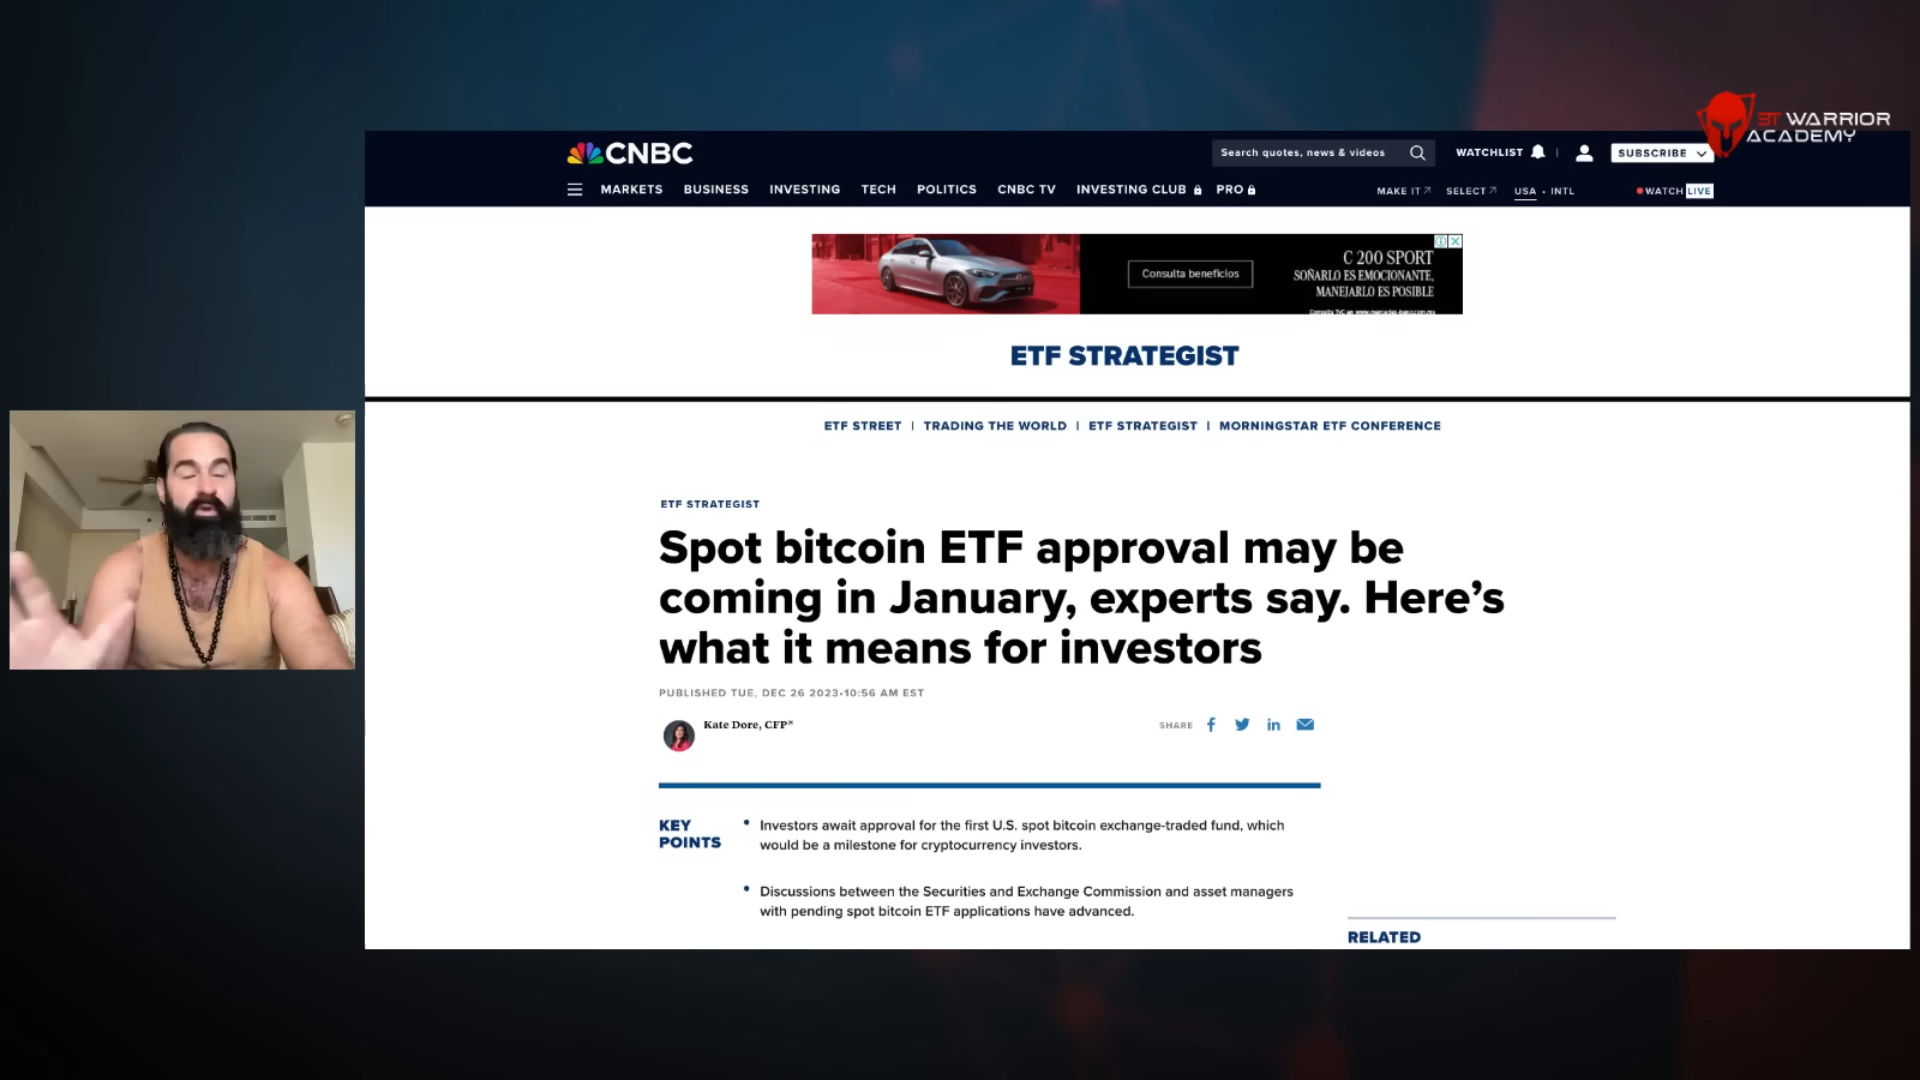 3T WARRIOR
ACADEMY
CNBC
Search quotes, news & videos
WATCHLIST
SUBSCRIBE
MARKETS BUSINESS INVESTING TECH POLITICS CNBC TV INVESTING CLUB PRO
MAKE IT SELECT USA • INTL WATCH LIVE
Consulta beneficios
C 200 SPORT
SOÑARLO ES EMOCIONANTE,
MANEJARLO ES POSIBLE
ETF STRATEGIST
ETF STREET | TRADING THE WORLD | ETF STRATEGIST | MORNINGSTAR ETF CONFERENCE
ETF STRATEGIST
Spot bitcoin ETF approval may be
coming in January, experts say. Here’s
what it means for investors
PUBLISHED TUE, DEC 26 2023•10:56 AM EST
Kate Dore, CFP®
SHARE
KEY
POINTS
• Investors await approval for the first U.S. spot bitcoin exchange-traded fund, which
would be a milestone for cryptocurrency investors.
• Discussions between the Securities and Exchange Commission and asset managers
with pending spot bitcoin ETF applications have advanced.
RELATED